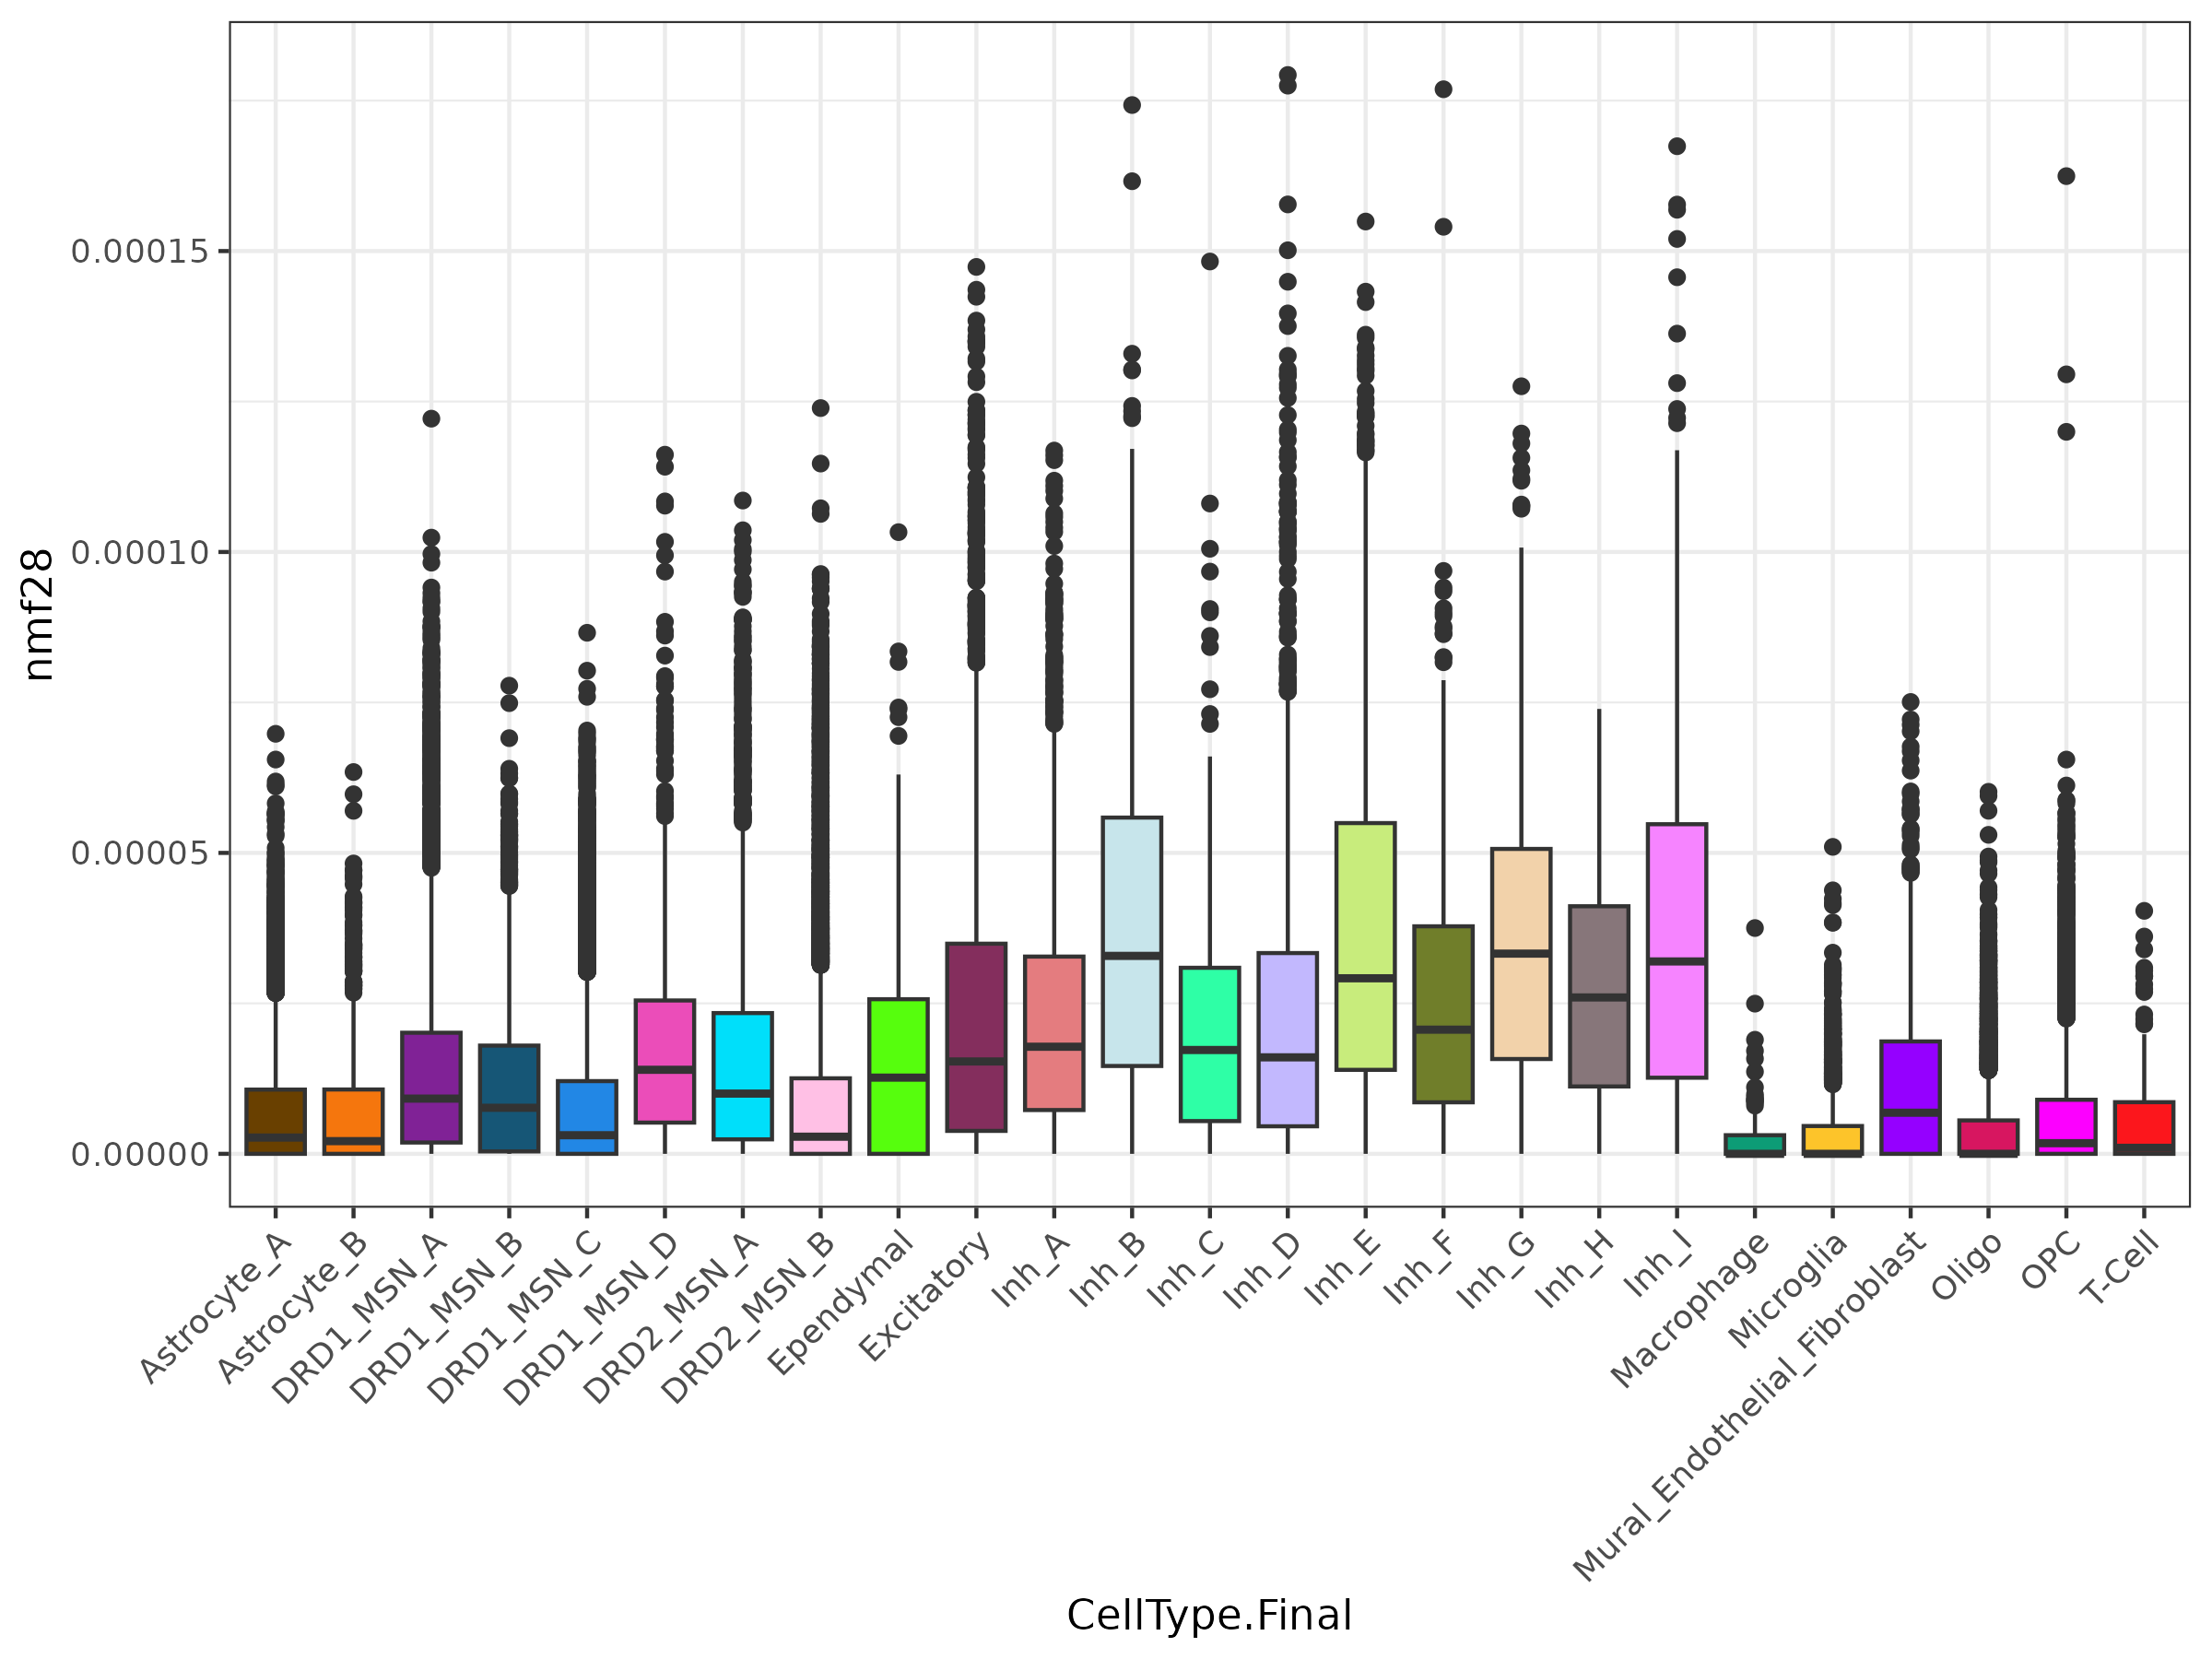 nmf28
0.00015
0.00010
0.00005
0.00000
Astrocyte_A
Astrocyte_B
DRD1_MSN_A
DRD1_MSN_B
DRD1_MSN_C
DRD1_MSN_D
DRD2_MSN_A
DRD2_MSN_B
Ependymal
Excitatory
Inh_A
Inh_B
Inh_C
Inh_D
Inh_E
Inh_F
Inh_G
Inh_H
Inh_I
Macrophage
Microglia
Mural_Endothelial_Fibroblast
Oligo
OPC
T-Cell
CellType.Final